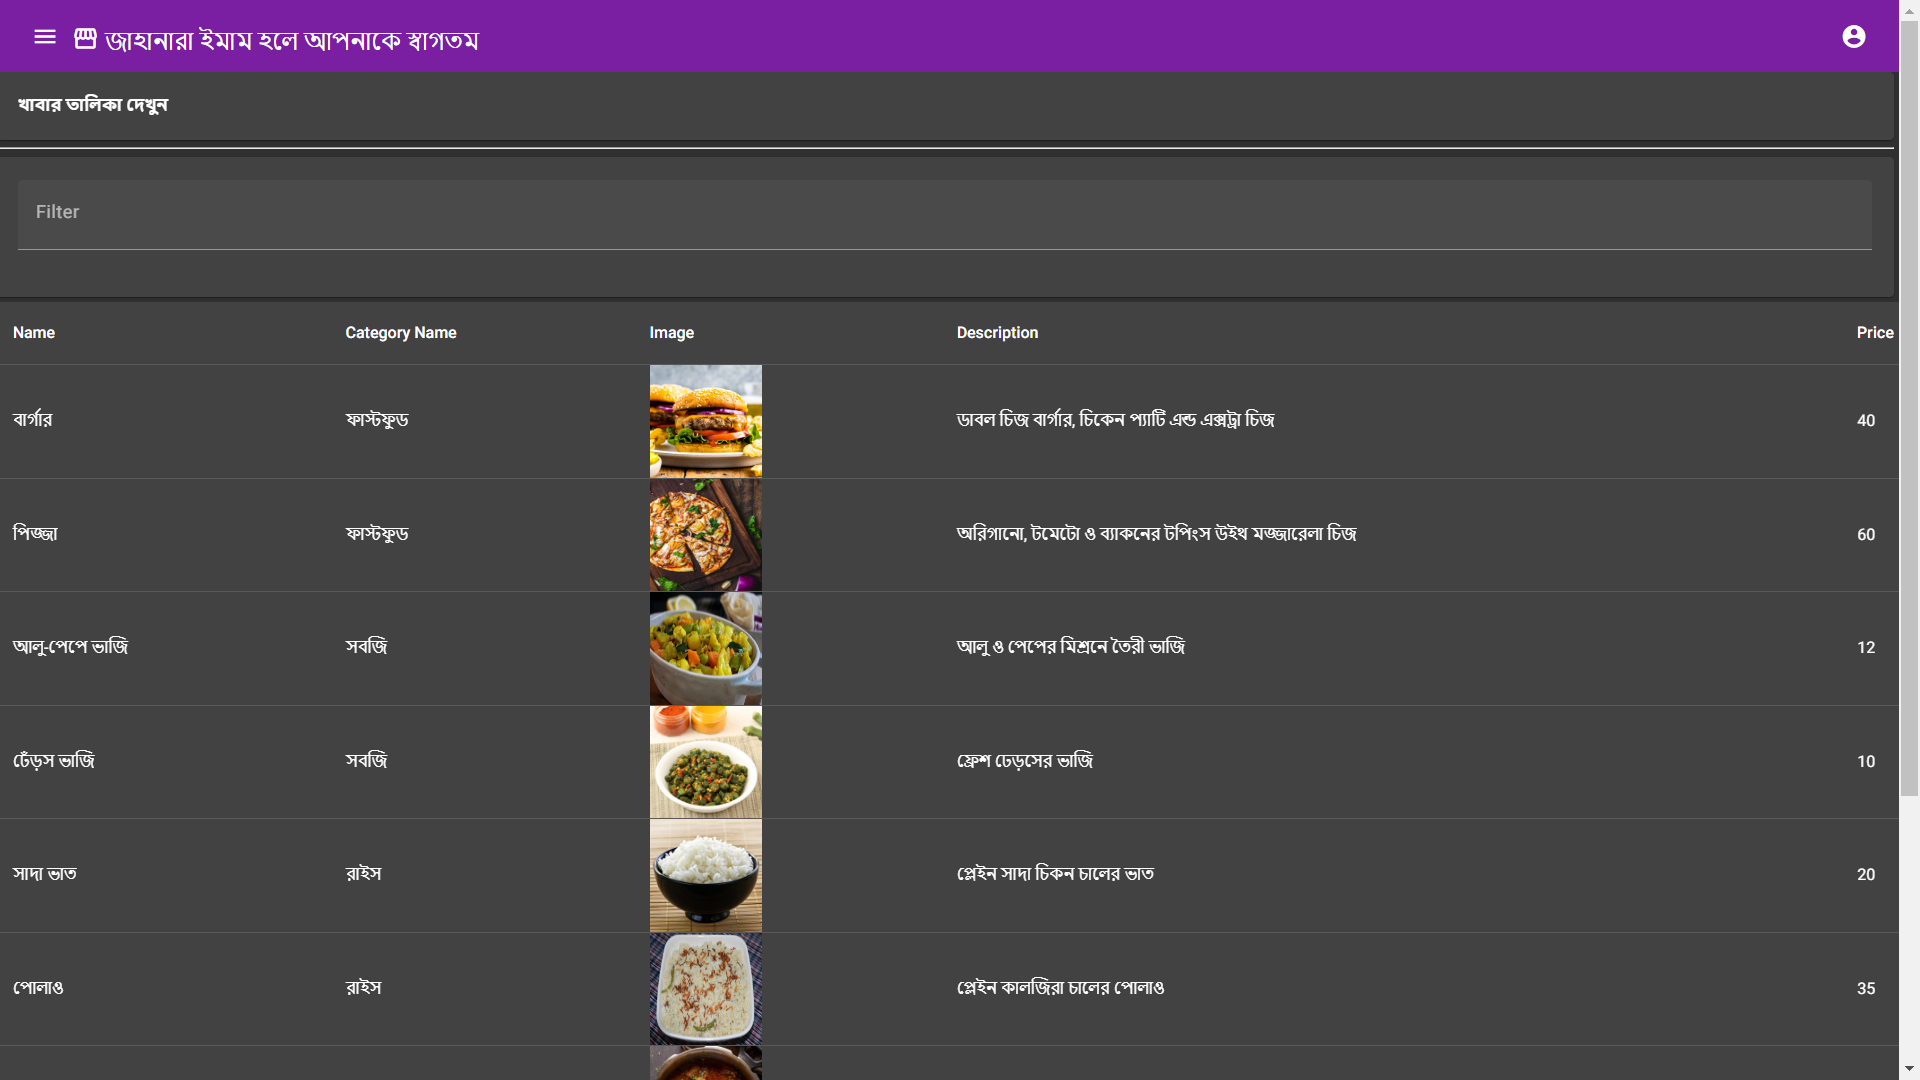 জাহানারা ইমাম হলে আপনাকে স্বাগতম
খাবার তালিকা দেখুন
Filter
Name Category Name Image Description Price
বার্গার ফাস্টফুড ডাবল চিজ বার্গার, চিকেন প্যাটি এন্ড এক্সট্রা চিজ 40
পিজ্জা ফাস্টফুড অরিগানো, টমেটো ও ব্যাকনের টপিংস উইথ মজ্জারেলা চিজ 60
আলু-পেপে ভাজি সবজি আলু ও পেপের মিশ্রনে তৈরী ভাজি 12
ঢেঁড়স ভাজি সবজি ফ্রেশ ঢেড়সের ভাজি 10
সাদা ভাত রাইস প্লেইন সাদা চিকন চালের ভাত 20
পোলাও রাইস প্লেইন কালজিরা চালের পোলাও 35